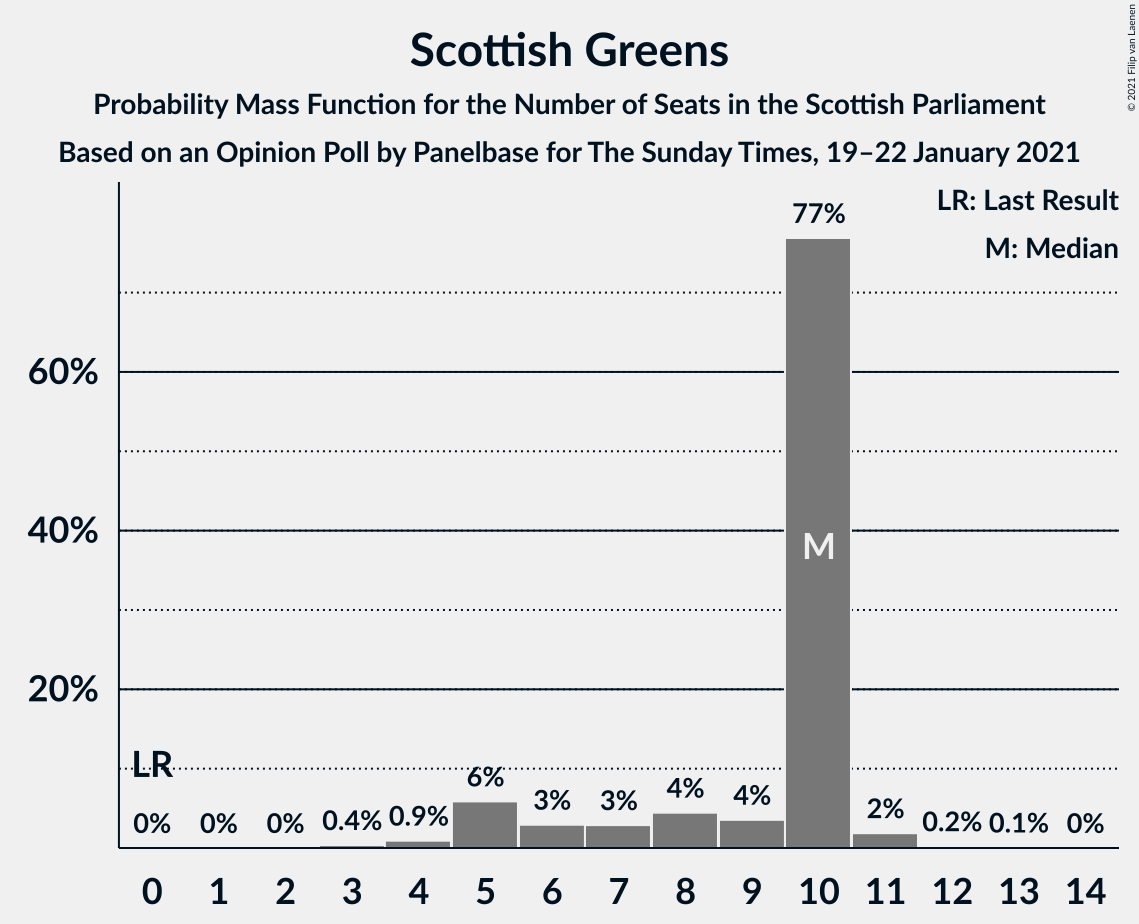 © 2021 Filip van Laenen
Scottish Greens
Probability Mass Function for the Number of Seats in the Scottish Parliament
Based on an Opinion Poll by Panelbase for The Sunday Times, 19–22 January 2021
LR: Last Result
M: Median
77%
60%
40%
M
20%
LR
0% 0% 0% 0.4% 0.9% 6% 3% 3% 4% 4% 2% 0.2% 0.1% 0%
0 1 2 3 4 5 6 7 8 9 10 11 12 13 14